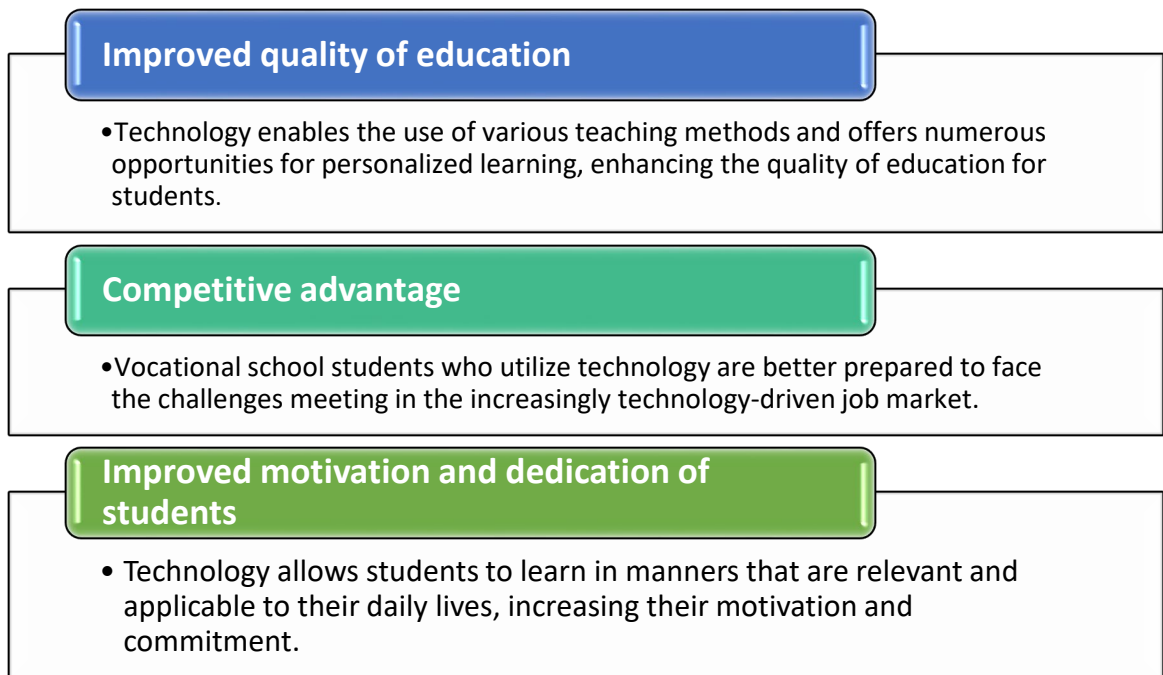 Improved quality of education
•Technology enables the use of various teaching methods and offers numerous
opportunities for personalized learning, enhancing the quality of education for
students.
Competitive advantage
•Vocational school students who utilize technology are better prepared to face
the challenges meeting in the increasingly technology-driven job market.
Improved motivation and dedication of
students
• Technology allows students to learn in manners that are relevant and
applicable to their daily lives, increasing their motivation and
commitment.